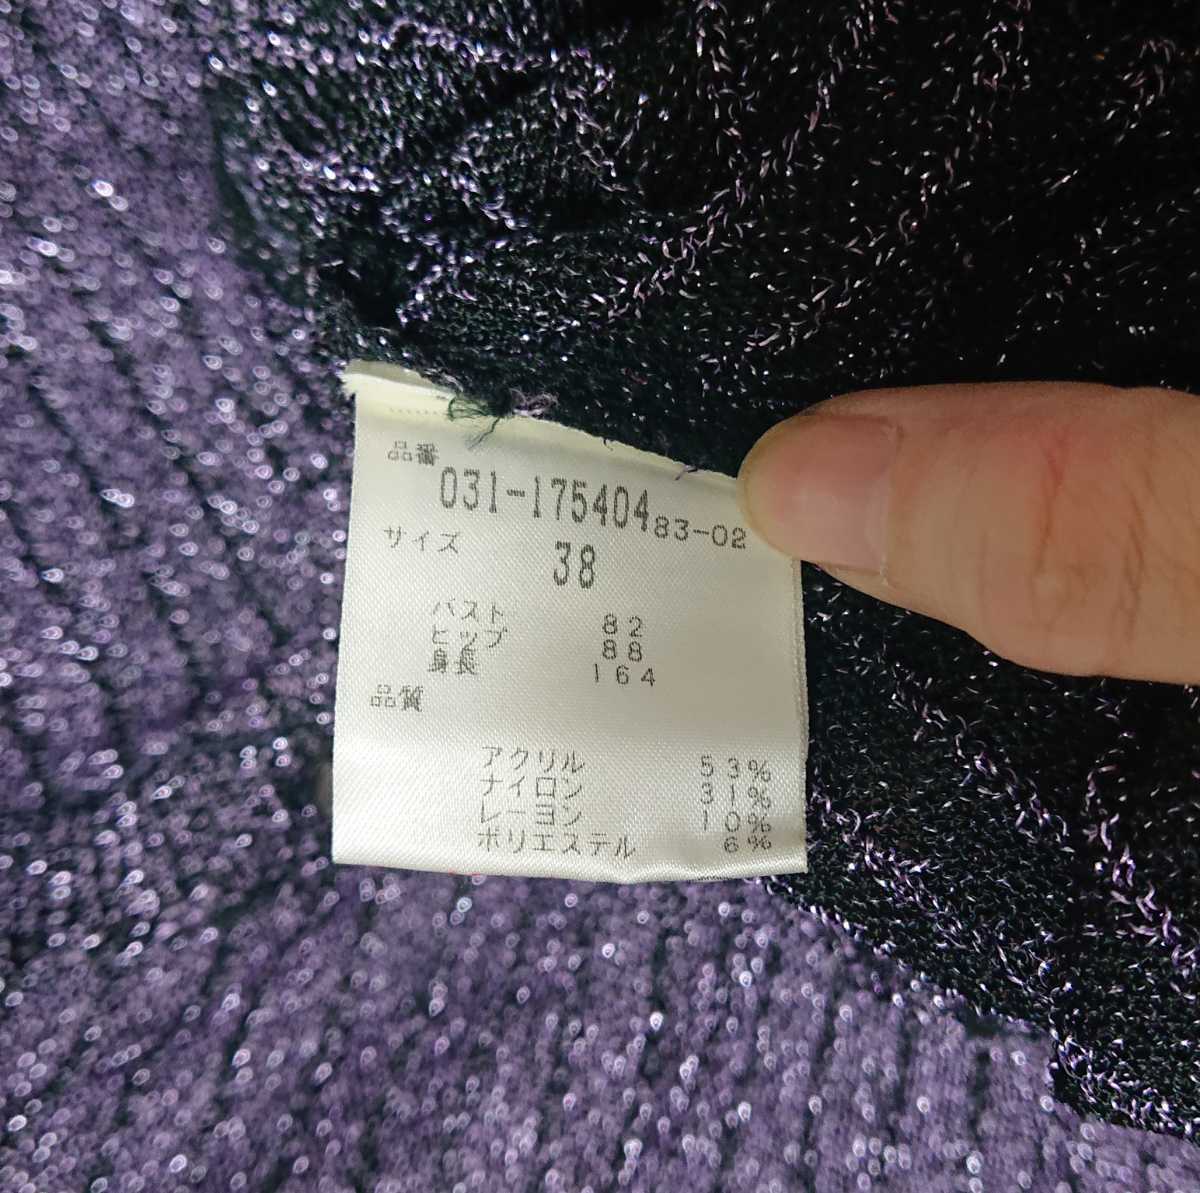 品番
031-175404 83-02
サイズ 38
バスト 82
ヒップ 88
身長 164
品質
アクリル 53%
ナイロン 31%
レーヨン 10%
ポリエステル 6%